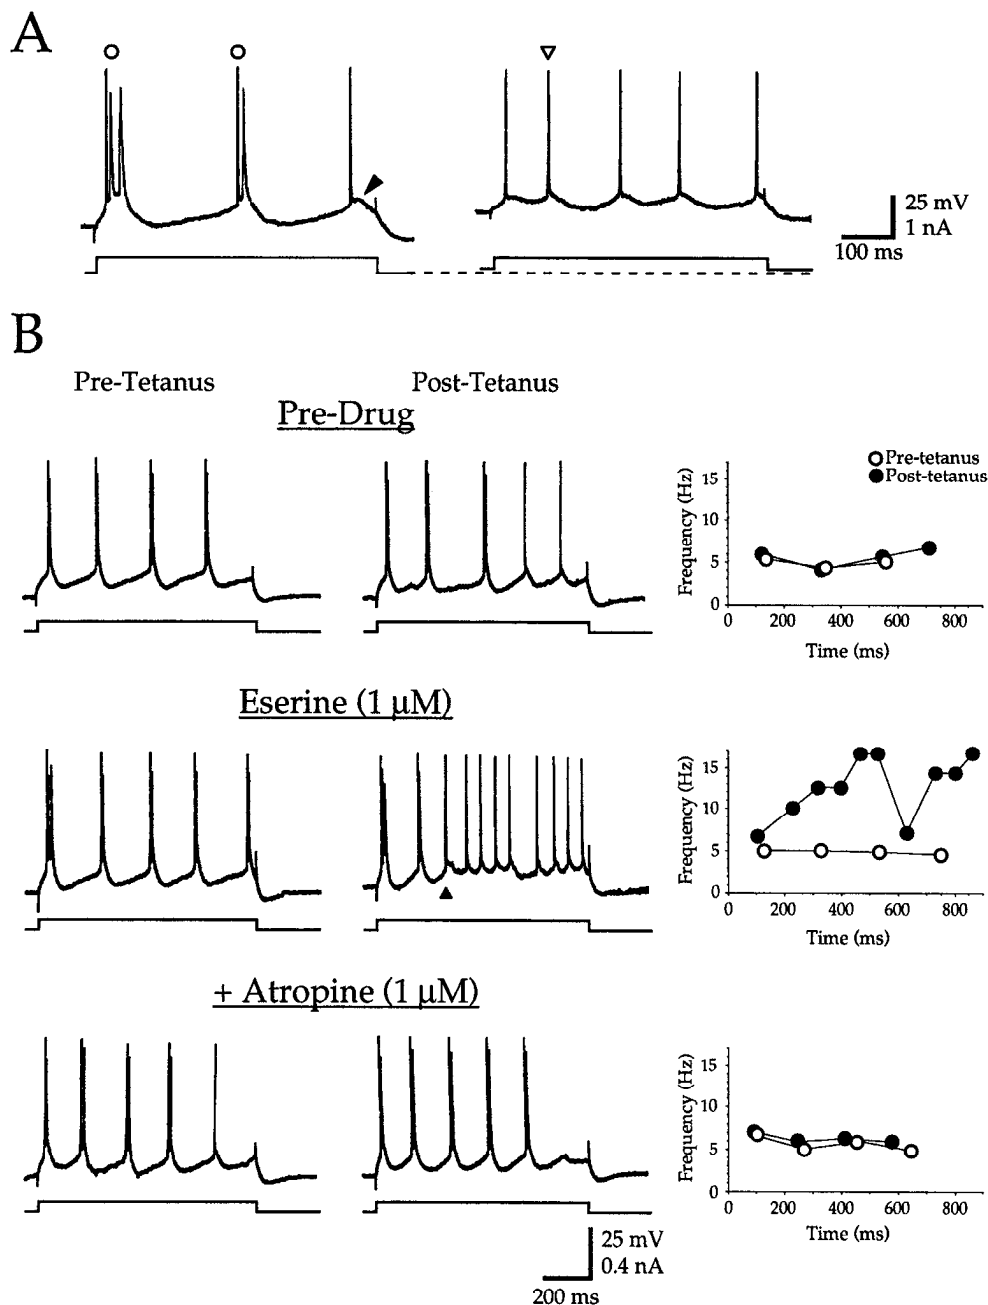 A
25 mV
1 nA
100 ms
B
Pre-Tetanus
Post-Tetanus
Pre-Drug
Pre-tetanus
Post-tetanus
Frequency (Hz)
15
10
5
0
0 200 400 600 800
Time (ms)
Eserine (1 µM)
Frequency (Hz)
15
10
5
0
0 200 400 600 800
Time (ms)
+ Atropine (1 µM)
Frequency (Hz)
15
10
5
0
0 200 400 600 800
Time (ms)
25 mV
0.4 nA
200 ms